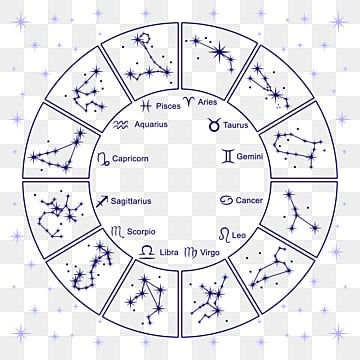 ♓ Pisces
♈ Aries
♒ Aquarius
♉ Taurus
♑ Capricorn
♊ Gemini
♐ Sagittarius
♋ Cancer
♏ Scorpio
♌ Leo
♎ Libra
♍ Virgo